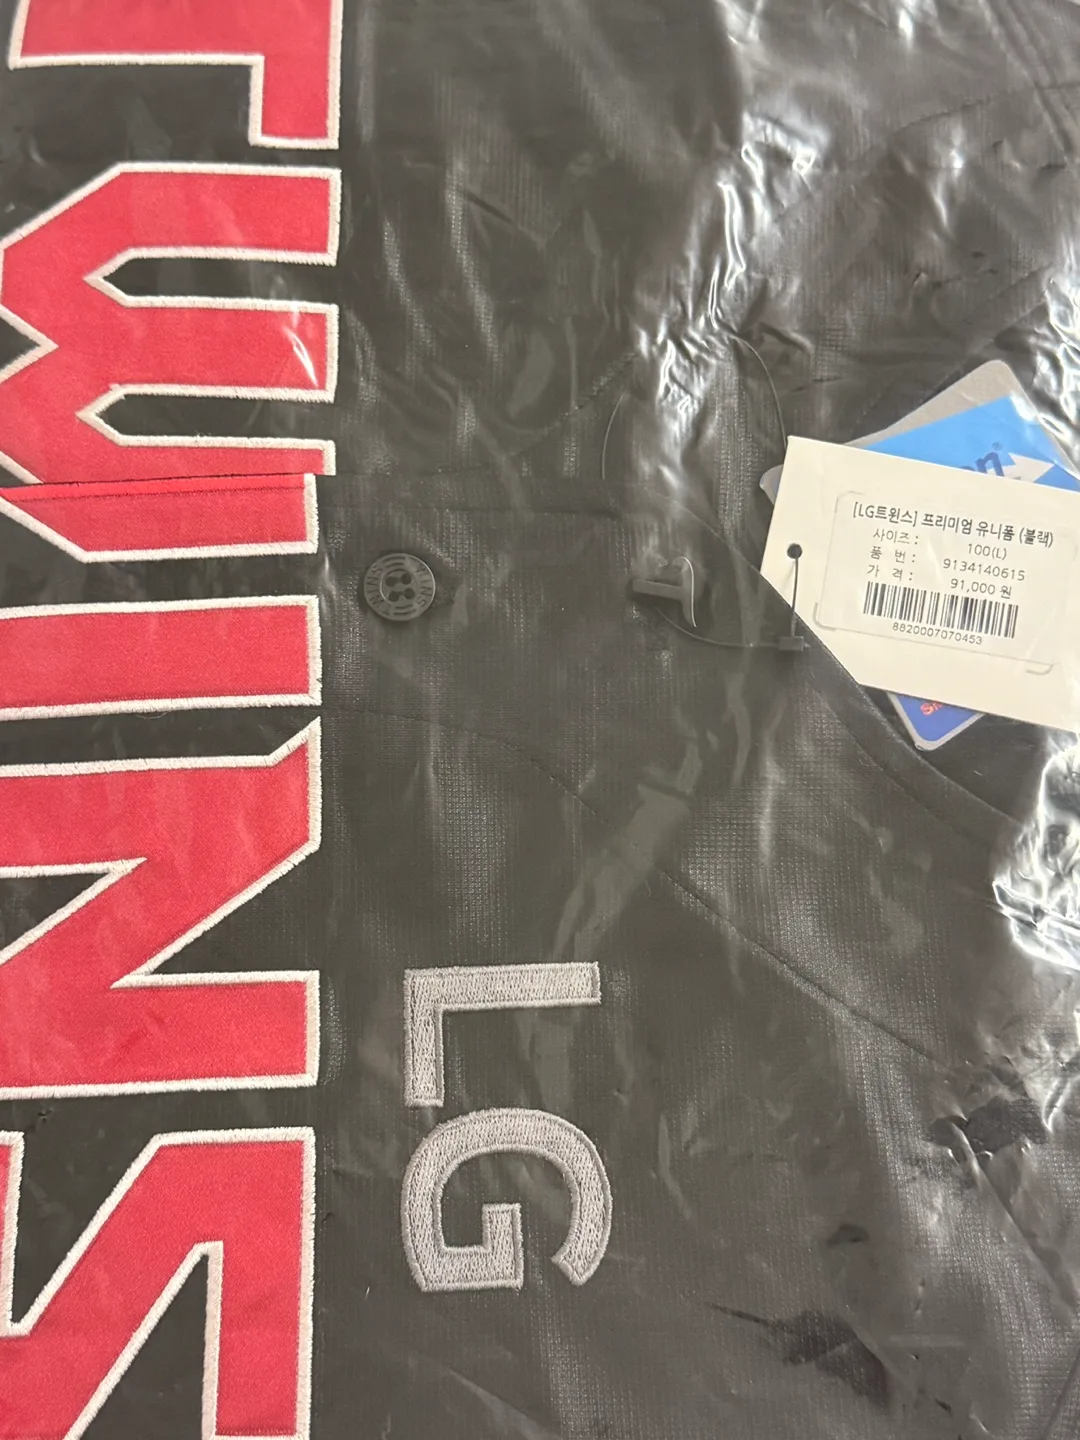 TWINS
LG
[LG트윈스] 프리미엄 유니폼 (블랙)
사이즈 : 100(L)
품 번 : 9134140615
가 격 : 91,000 원
8820007070453